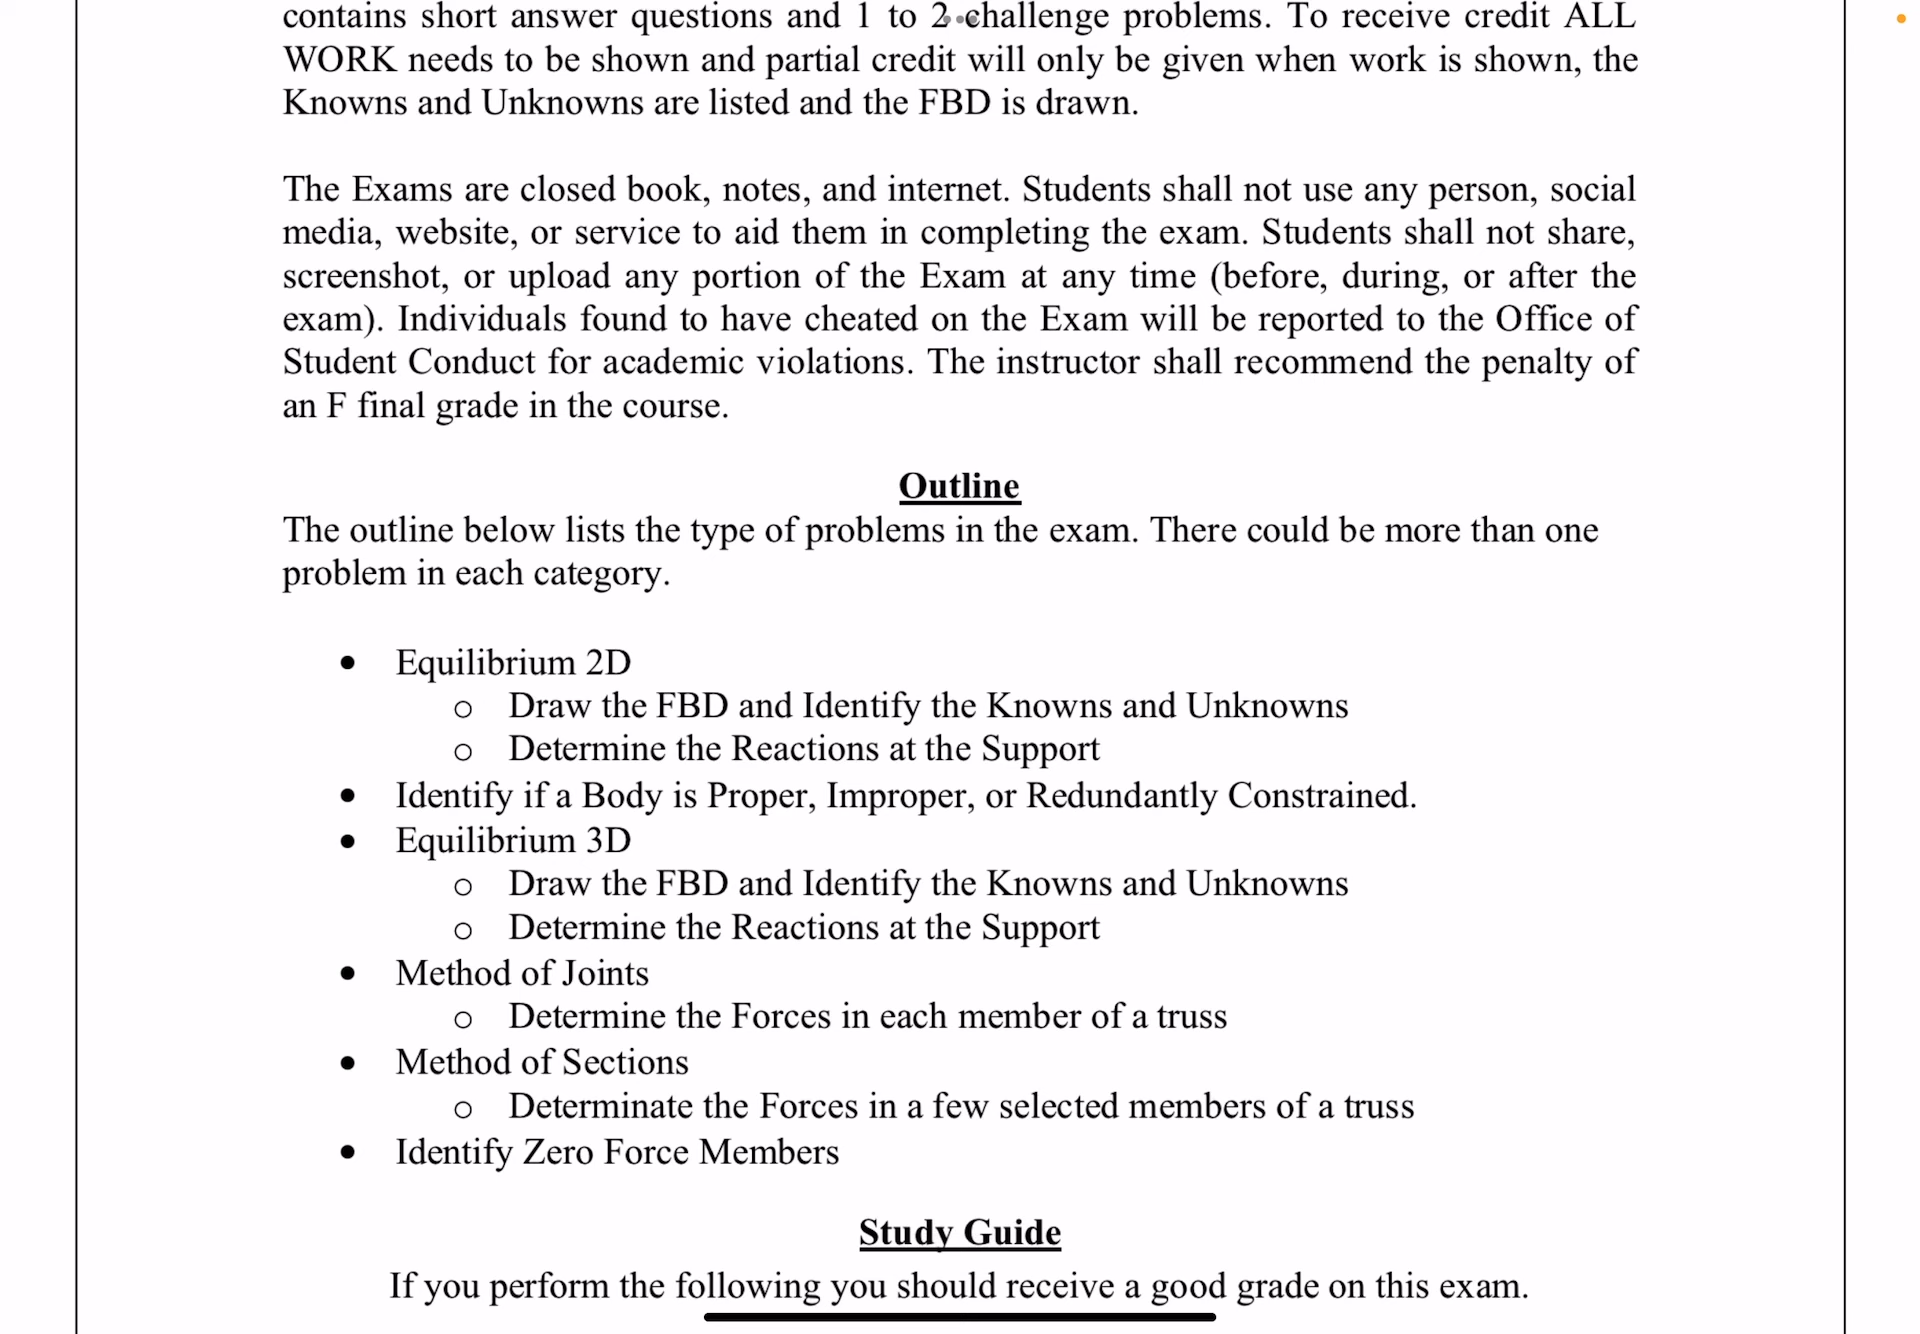 contains short answer questions and 1 to 2 challenge problems. To receive credit ALL
WORK needs to be shown and partial credit will only be given when work is shown, the
Knowns and Unknowns are listed and the FBD is drawn.
The Exams are closed book, notes, and internet. Students shall not use any person, social
media, website, or service to aid them in completing the exam. Students shall not share,
screenshot, or upload any portion of the Exam at any time (before, during, or after the
exam). Individuals found to have cheated on the Exam will be reported to the Office of
Student Conduct for academic violations. The instructor shall recommend the penalty of
an F final grade in the course.
Outline
The outline below lists the type of problems in the exam. There could be more than one
problem in each category.
• Equilibrium 2D
o Draw the FBD and Identify the Knowns and Unknowns
o Determine the Reactions at the Support
• Identify if a Body is Proper, Improper, or Redundantly Constrained.
• Equilibrium 3D
o Draw the FBD and Identify the Knowns and Unknowns
o Determine the Reactions at the Support
• Method of Joints
o Determine the Forces in each member of a truss
• Method of Sections
o Determinate the Forces in a few selected members of a truss
• Identify Zero Force Members
Study Guide
If you perform the following you should receive a good grade on this exam.